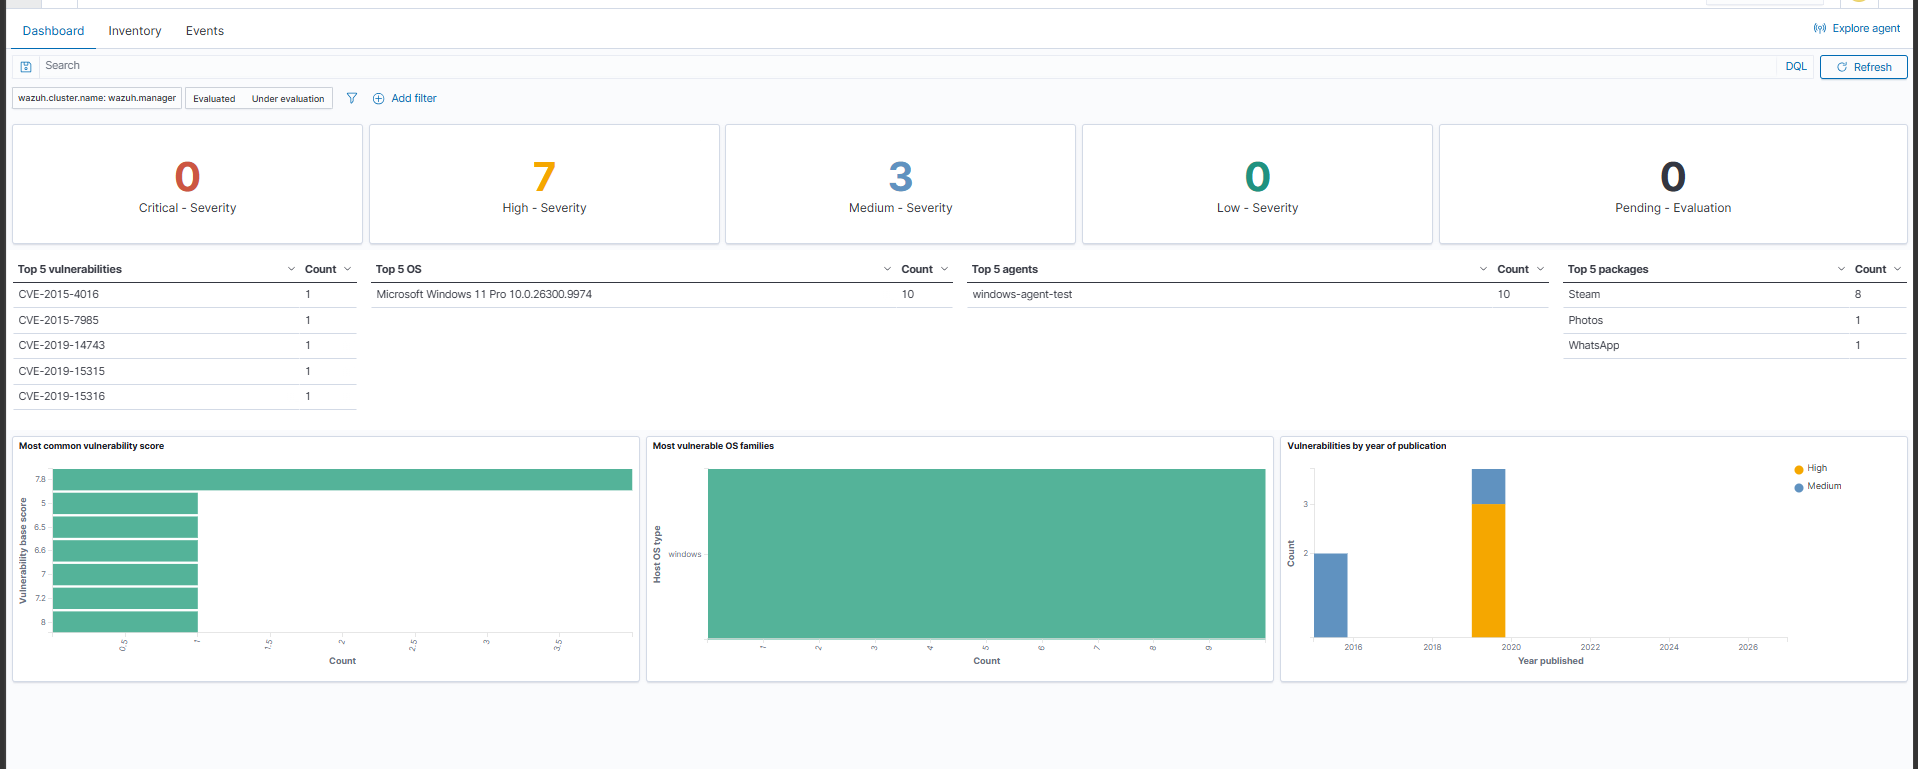 Dashboard Inventory Events Explore agent
Search DQL Refresh
wazuh.cluster.name: wazuh.manager Evaluated Under evaluation Add filter
0 7 3 0 0
Critical - Severity High - Severity Medium - Severity Low - Severity Pending - Evaluation
Top 5 vulnerabilities Count Top 5 OS Count Top 5 agents Count Top 5 packages Count
CVE-2015-4016 1 Microsoft Windows 11 Pro 10.0.26300.9974 10 windows-agent-test 10 Steam 8
CVE-2015-7985 1 Photos 1
CVE-2019-14743 1 WhatsApp 1
CVE-2019-15315 1
CVE-2019-15316 1
Most common vulnerability score
Vulnerability base score
7.8
5
6.5
6.6
7
7.2
8
0.5 1 1.5 2 2.5 3 3.5
Count
Most vulnerable OS families
Host OS type
windows
1 2 3 4 5 6 7 8 9
Count
Vulnerabilities by year of publication
High
Medium
Count
3
2
2016 2018 2020 2022 2024 2026
Year published